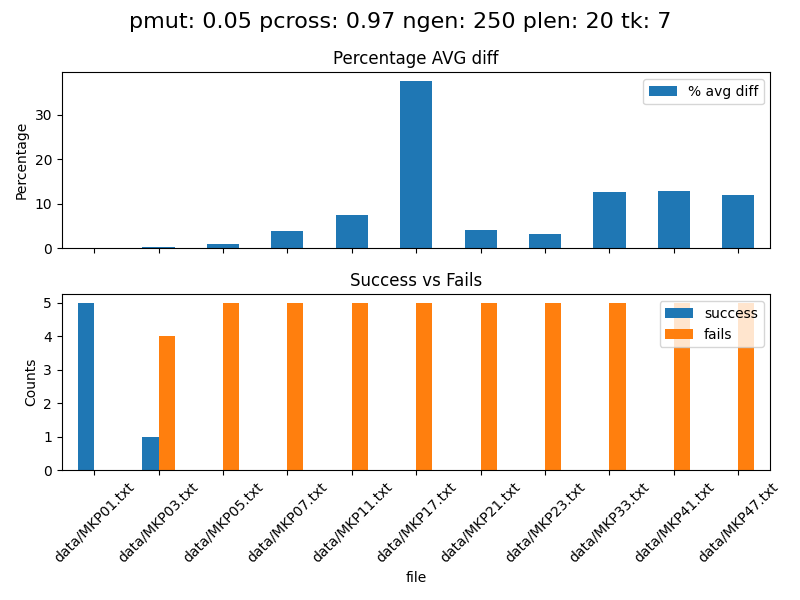 pmut: 0.05 pcross: 0.97 ngen: 250 plen: 20 tk: 7
Percentage AVG diff
% avg diff
Percentage
30
20
10
0
Success vs Fails
success
fails
Counts
5
4
3
2
1
0
data/MKP01.txt
data/MKP03.txt
data/MKP05.txt
data/MKP07.txt
data/MKP11.txt
data/MKP17.txt
data/MKP21.txt
data/MKP23.txt
data/MKP33.txt
data/MKP41.txt
data/MKP47.txt
file